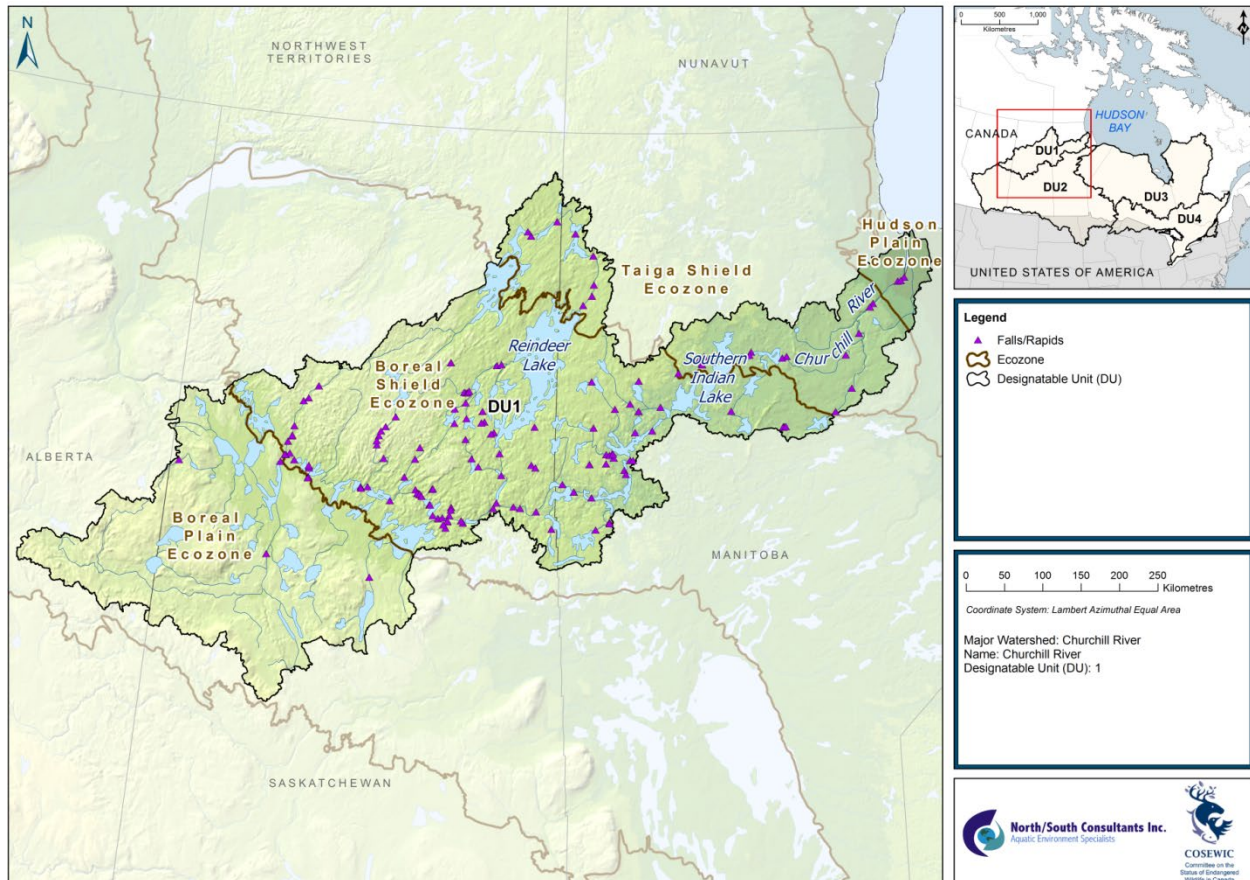 N
NORTHWEST
TERRITORIES
NUNAVUT
Hudson
Plain
Ecozone
Taiga Shield
Ecozone
Churchill River
Reindeer
Lake
Southern
Indian
Lake
Boreal
Shield
Ecozone
DU1
ALBERTA
Boreal
Plain
Ecozone
MANITOBA
SASKATCHEWAN
0 500 1,000
Kilometres
N
HUDSON
BAY
CANADA
DU1
DU2
DU3
DU4
UNITED STATES OF AMERICA
Legend
Falls/Rapids
Ecozone
Designatable Unit (DU)
0 50 100 150 200 250
Kilometres
Coordinate System: Lambert Azimuthal Equal Area
Major Watershed: Churchill River
Name: Churchill River
Designatable Unit (DU): 1
North/South Consultants Inc.
Aquatic Environment Specialists
COSEWIC
Committee on the
Status of Endangered
Wildlife in Canada